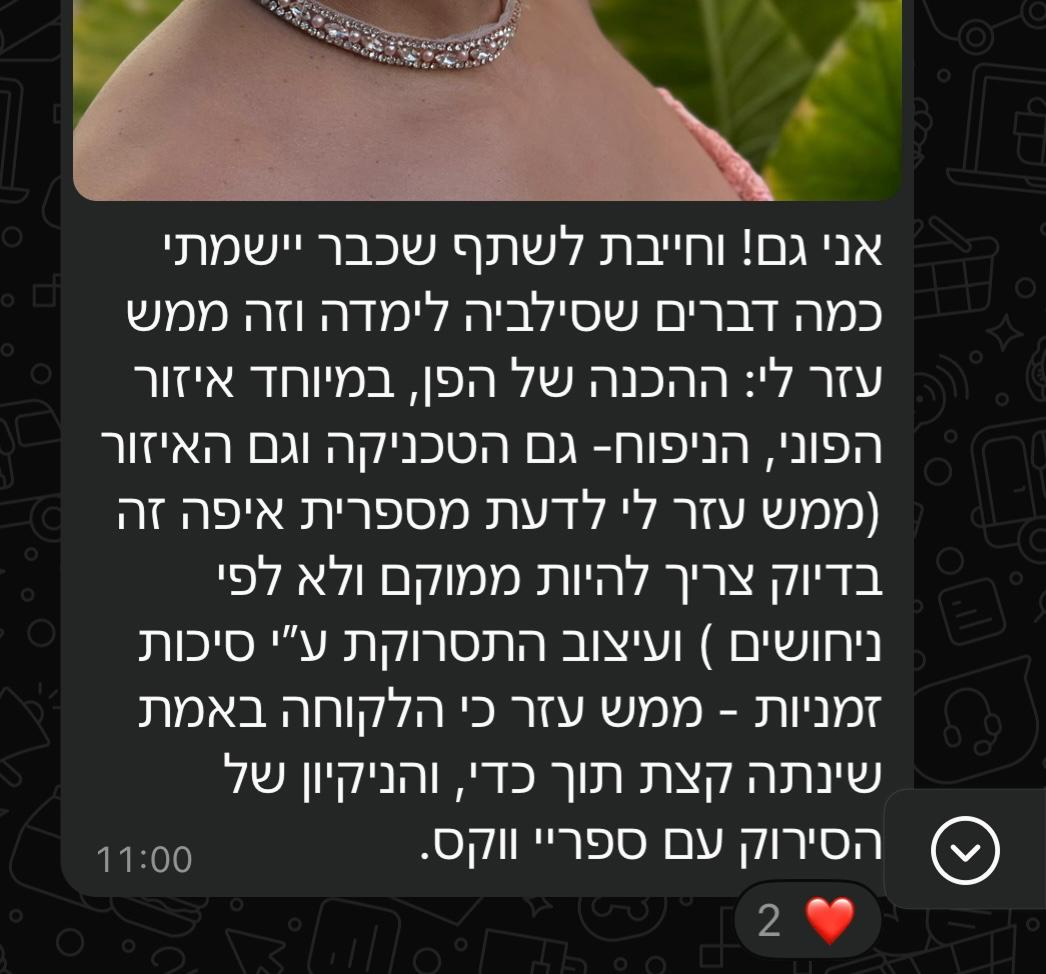 אני גם! וחייבת לשתף שכבר יישמתי
כמה דברים שסילביה לימדה וזה ממש
עזר לי: ההכנה של הפן, במיוחד איזור
הפוני, הניפוח- גם הטכניקה וגם האיזור
(ממש עזר לי לדעת מספרית איפה זה
בדיוק צריך להיות ממוקם ולא לפי
ניחושים ) ועיצוב התסרוקת ע״י סיכות
זמניות - ממש עזר כי הלקוחה באמת
שינתה קצת תוך כדי, והניקיון של
הסירוק עם ספריי ווקס.
11:00
2 ❤️